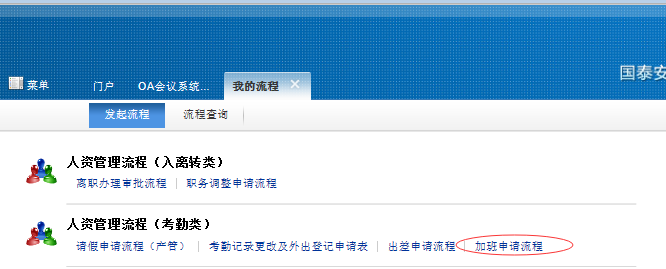 国泰安
菜单 门户 OA会议系统... 我的流程
发起流程 流程查询
人资管理流程（入离转类）
离职办理审批流程 | 职务调整申请流程
人资管理流程（考勤类）
请假申请流程（产管） | 考勤记录更改及外出登记申请表 | 出差申请流程 | 加班申请流程